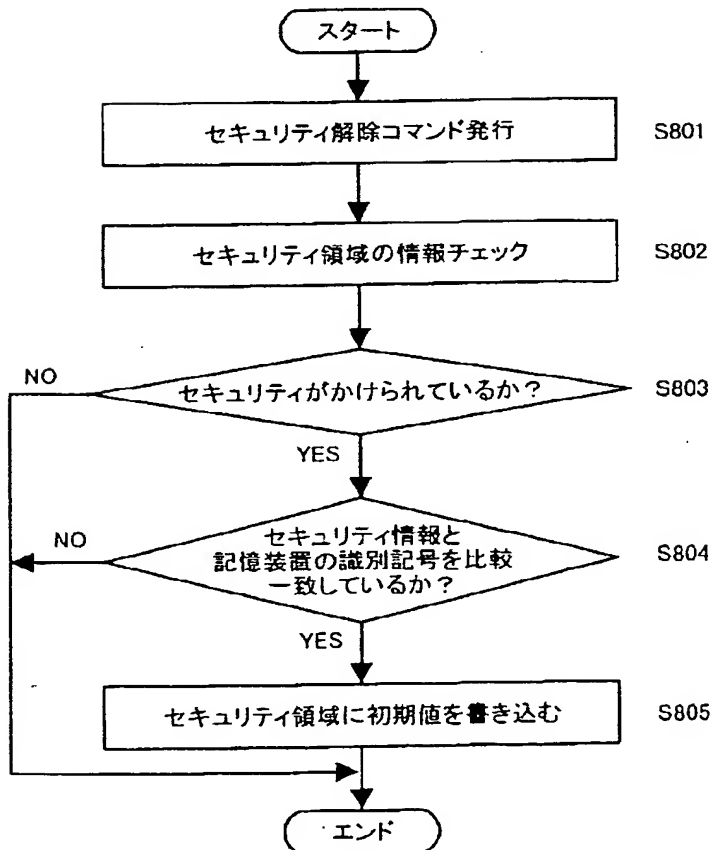 スタート
セキュリティ解除コマンド発行
S801
セキュリティ領域の情報チェック
S802
NO
セキュリティがかけられているか？
S803
YES
NO
セキュリティ情報と
記憶装置の識別記号を比較
一致しているか？
S804
YES
セキュリティ領域に初期値を書き込む
S805
エンド